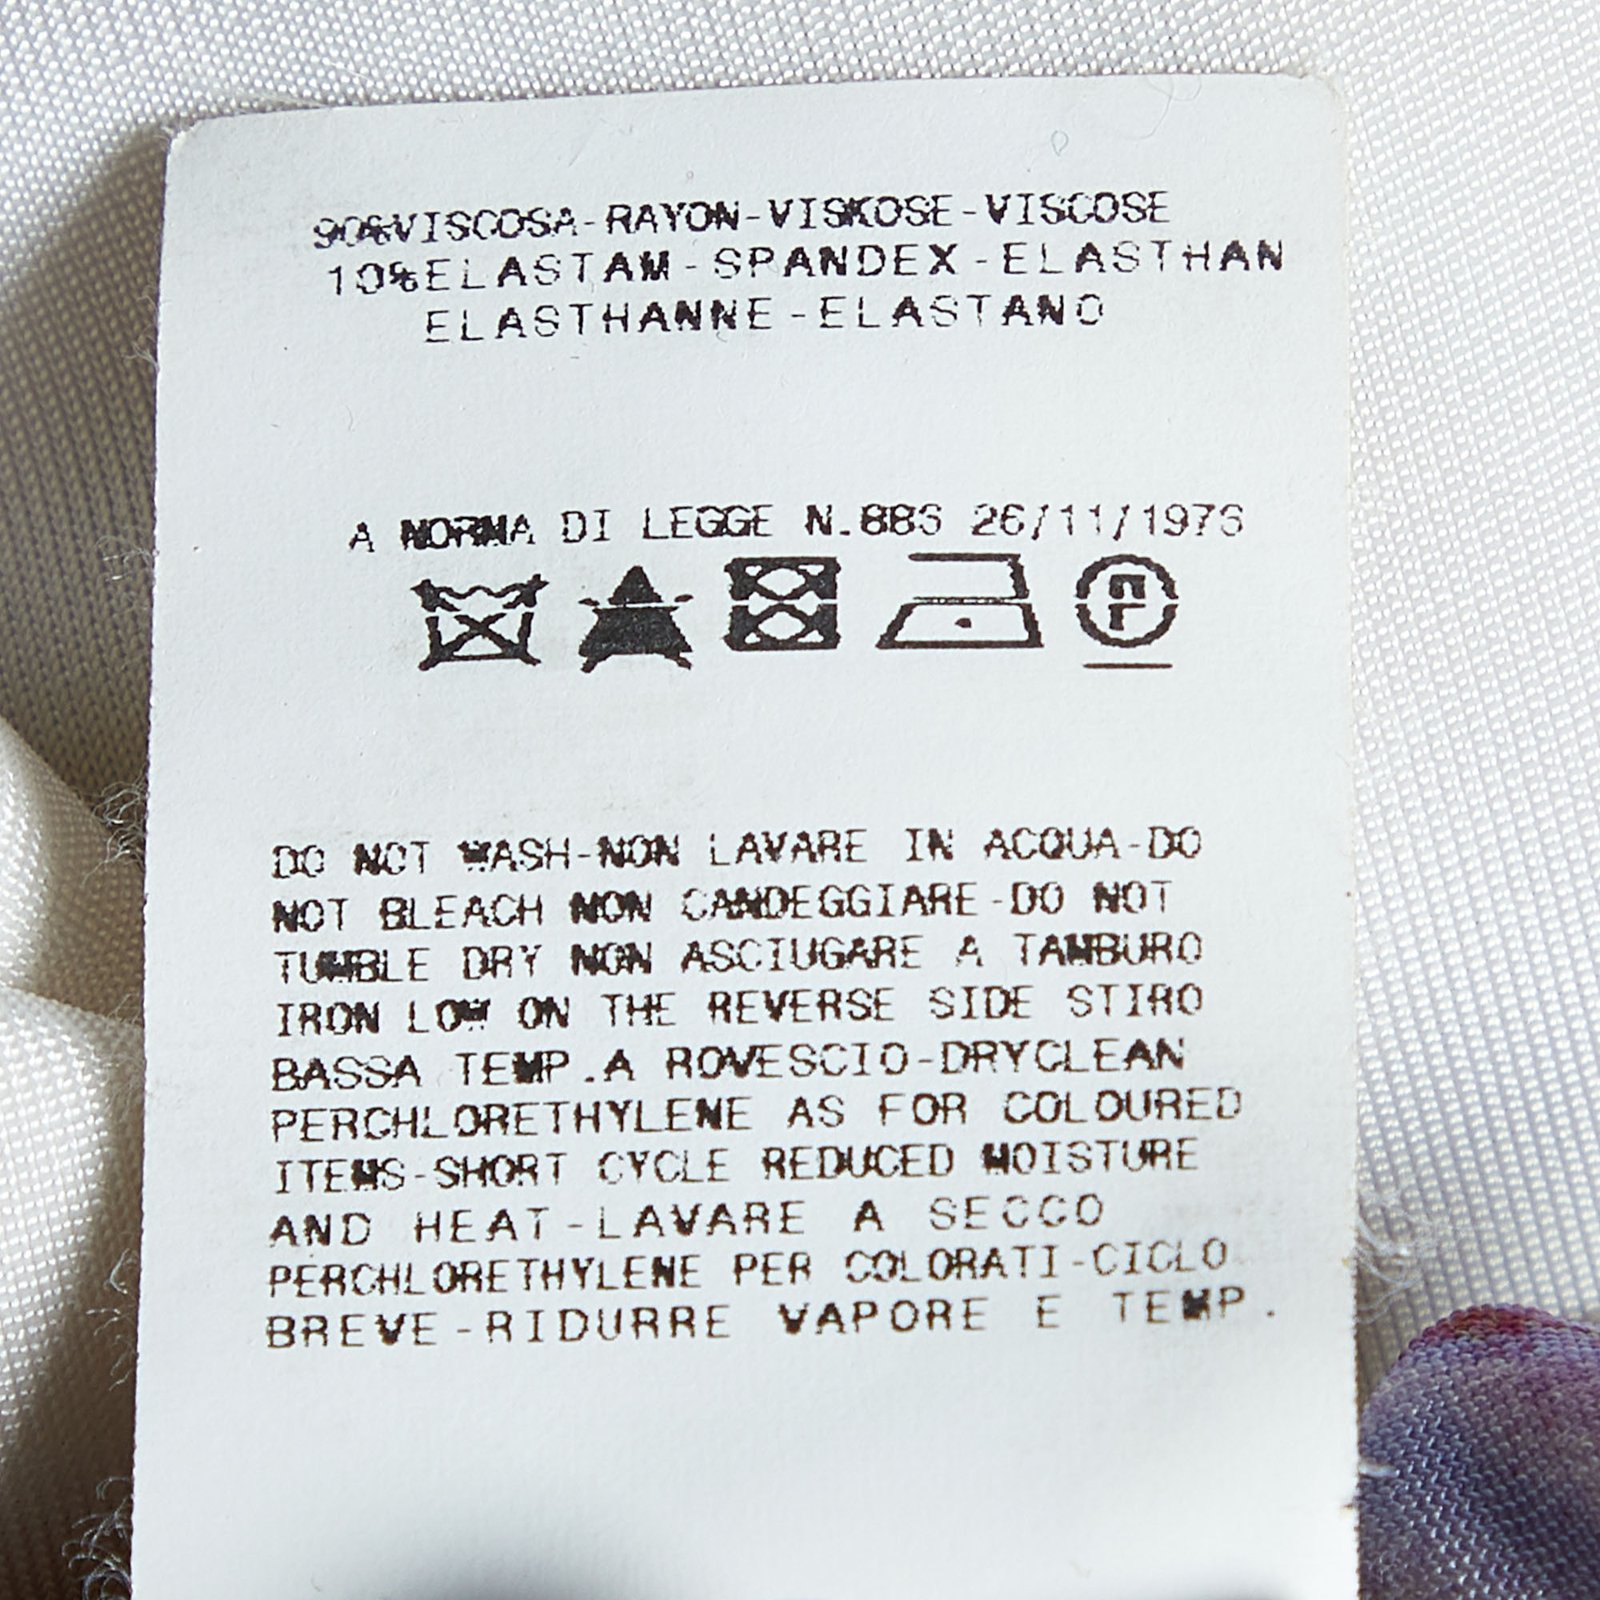 90%VISCOSA-RAYON-VISKOSE-VISCOSE
10%ELASTAM-SPANDEX-ELASTHAN
ELASTHANNE-ELASTANO
A NORMA DI LEGGE N.883 26/11/1973
DO NOT WASH-NON LAVARE IN ACQUA-DO
NOT BLEACH NON CANDEGGIARE-DO NOT
TUMBLE DRY NON ASCIUGARE A TAMBURO
IRON LOW ON THE REVERSE SIDE STIRO
BASSA TEMP.A ROVESCIO-DRYCLEAN
PERCHLORETHYLENE AS FOR COLOURED
ITEMS-SHORT CYCLE REDUCED MOISTURE
AND HEAT-LAVARE A SECCO
PERCHLORETHYLENE PER COLORATI-CICLO
BREVE-RIDURRE VAPORE E TEMP.